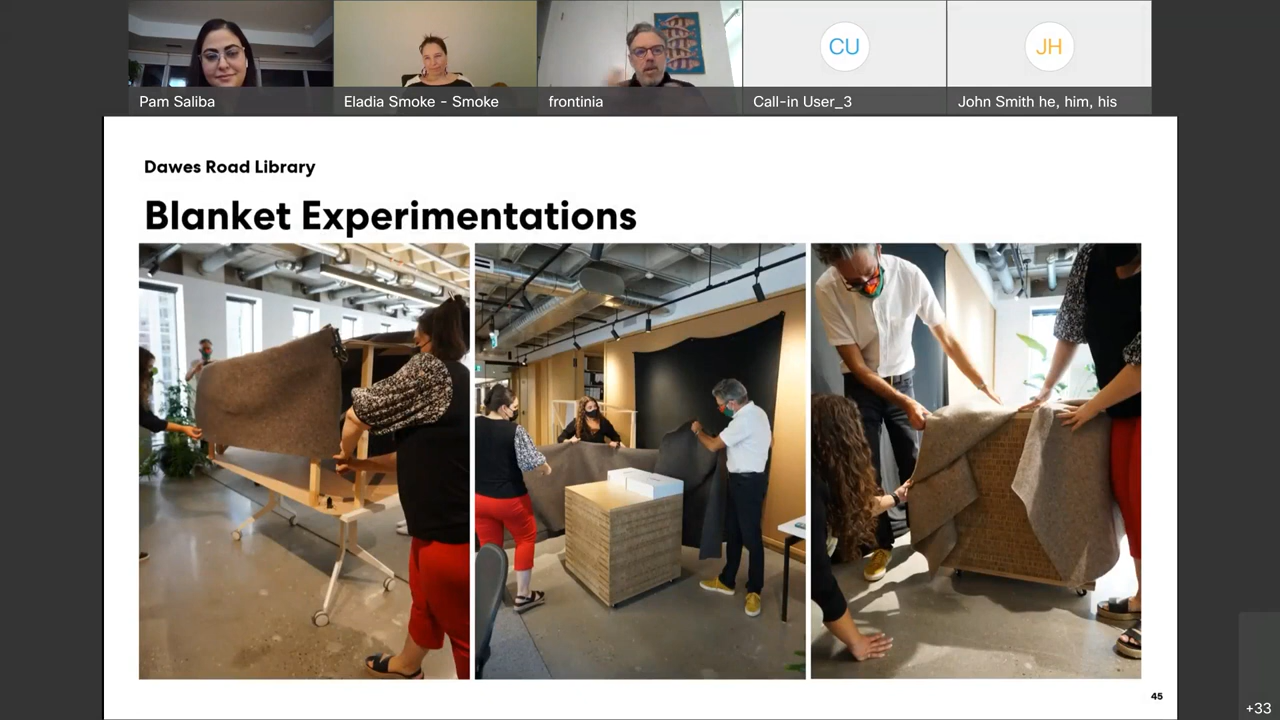 Pam Saliba
Eladia Smoke - Smoke
frontinia
CU
Call-in User_3
JH
John Smith he, him, his
Dawes Road Library
Blanket Experimentations
45
+33